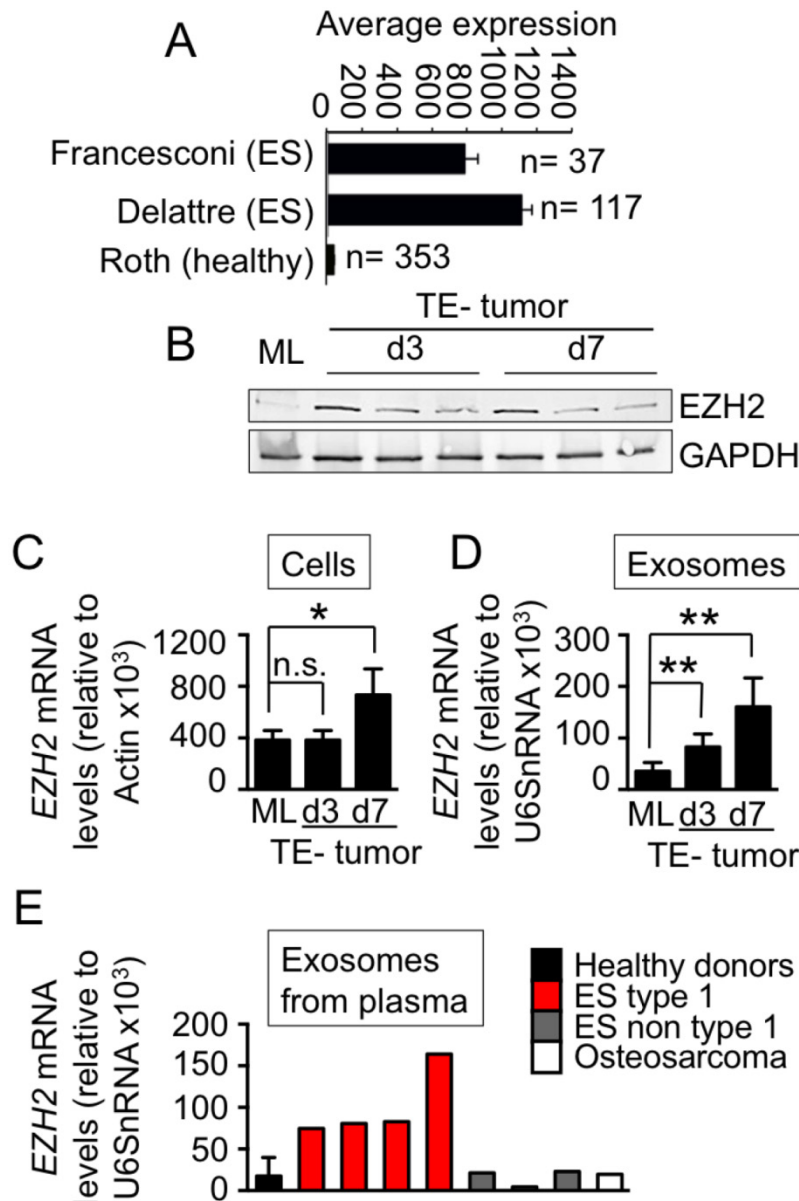 A
Average expression
0 200 400 600 800 1000 1200 1400
Francesconi (ES)
n= 37
Delattre (ES)
n= 117
Roth (healthy)
n= 353
B
TE- tumor
ML d3 d7
EZH2
GAPDH
C
Cells
EZH2 mRNA
levels (relative to
Actin x10³)
1200
800
400
0
n.s.
*
ML d3 d7
TE- tumor
D
Exosomes
EZH2 mRNA
levels (relative to
U6SnRNA x10³)
300
200
100
0
**
**
ML d3 d7
TE- tumor
E
Exosomes
from plasma
EZH2 mRNA
levels (relative to
U6SnRNA x10³)
200
150
100
50
0
Healthy donors
ES type 1
ES non type 1
Osteosarcoma